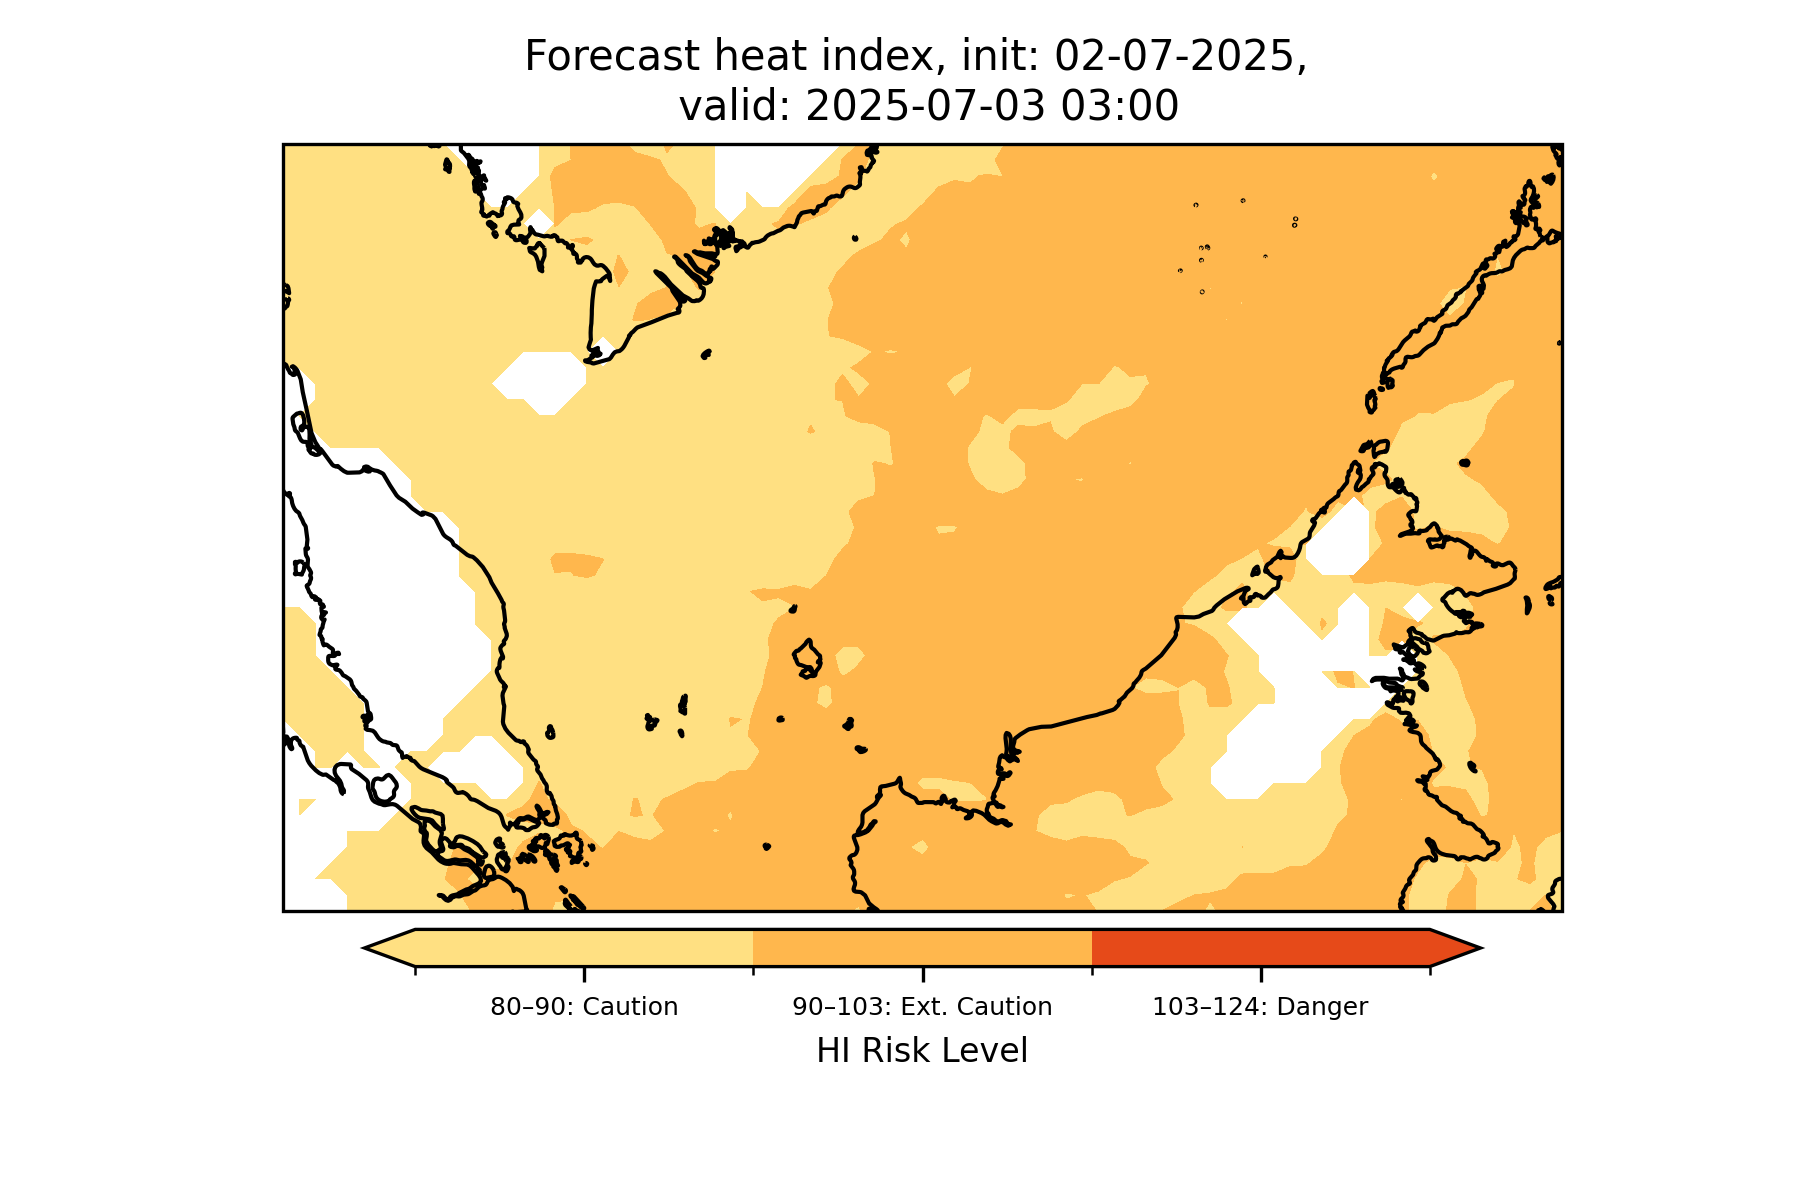 Forecast heat index, init: 02-07-2025,
valid: 2025-07-03 03:00
80–90: Caution
90–103: Ext. Caution
103–124: Danger
HI Risk Level